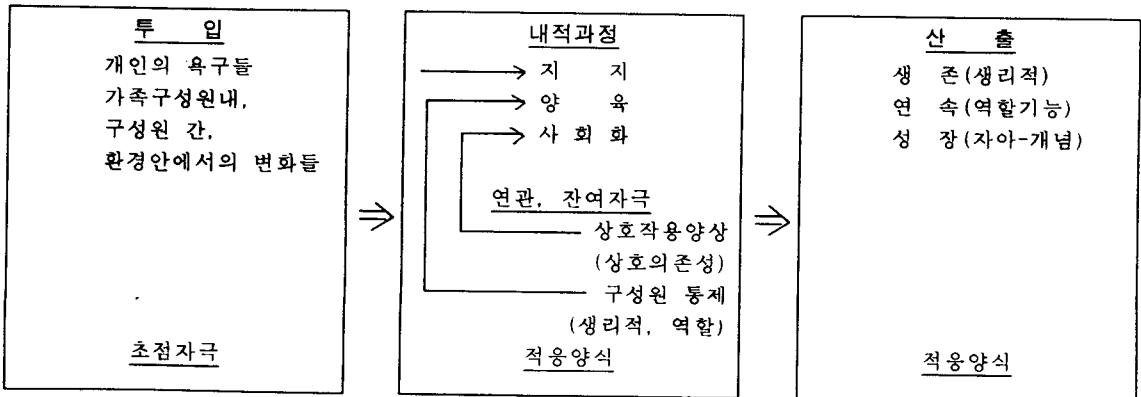 투 입
개인의 욕구들
가족구성원내,
구성원 간,
환경안에서의 변화들
초점자극
내적과정
지 지
양 육
사 회 화
연관, 잔여자극
상호작용양상
(상호의존성)
구성원 통제
(생리적, 역할)
적응양식
산 출
생 존(생리적)
연 속(역할기능)
성 장(자아-개념)
적응양식